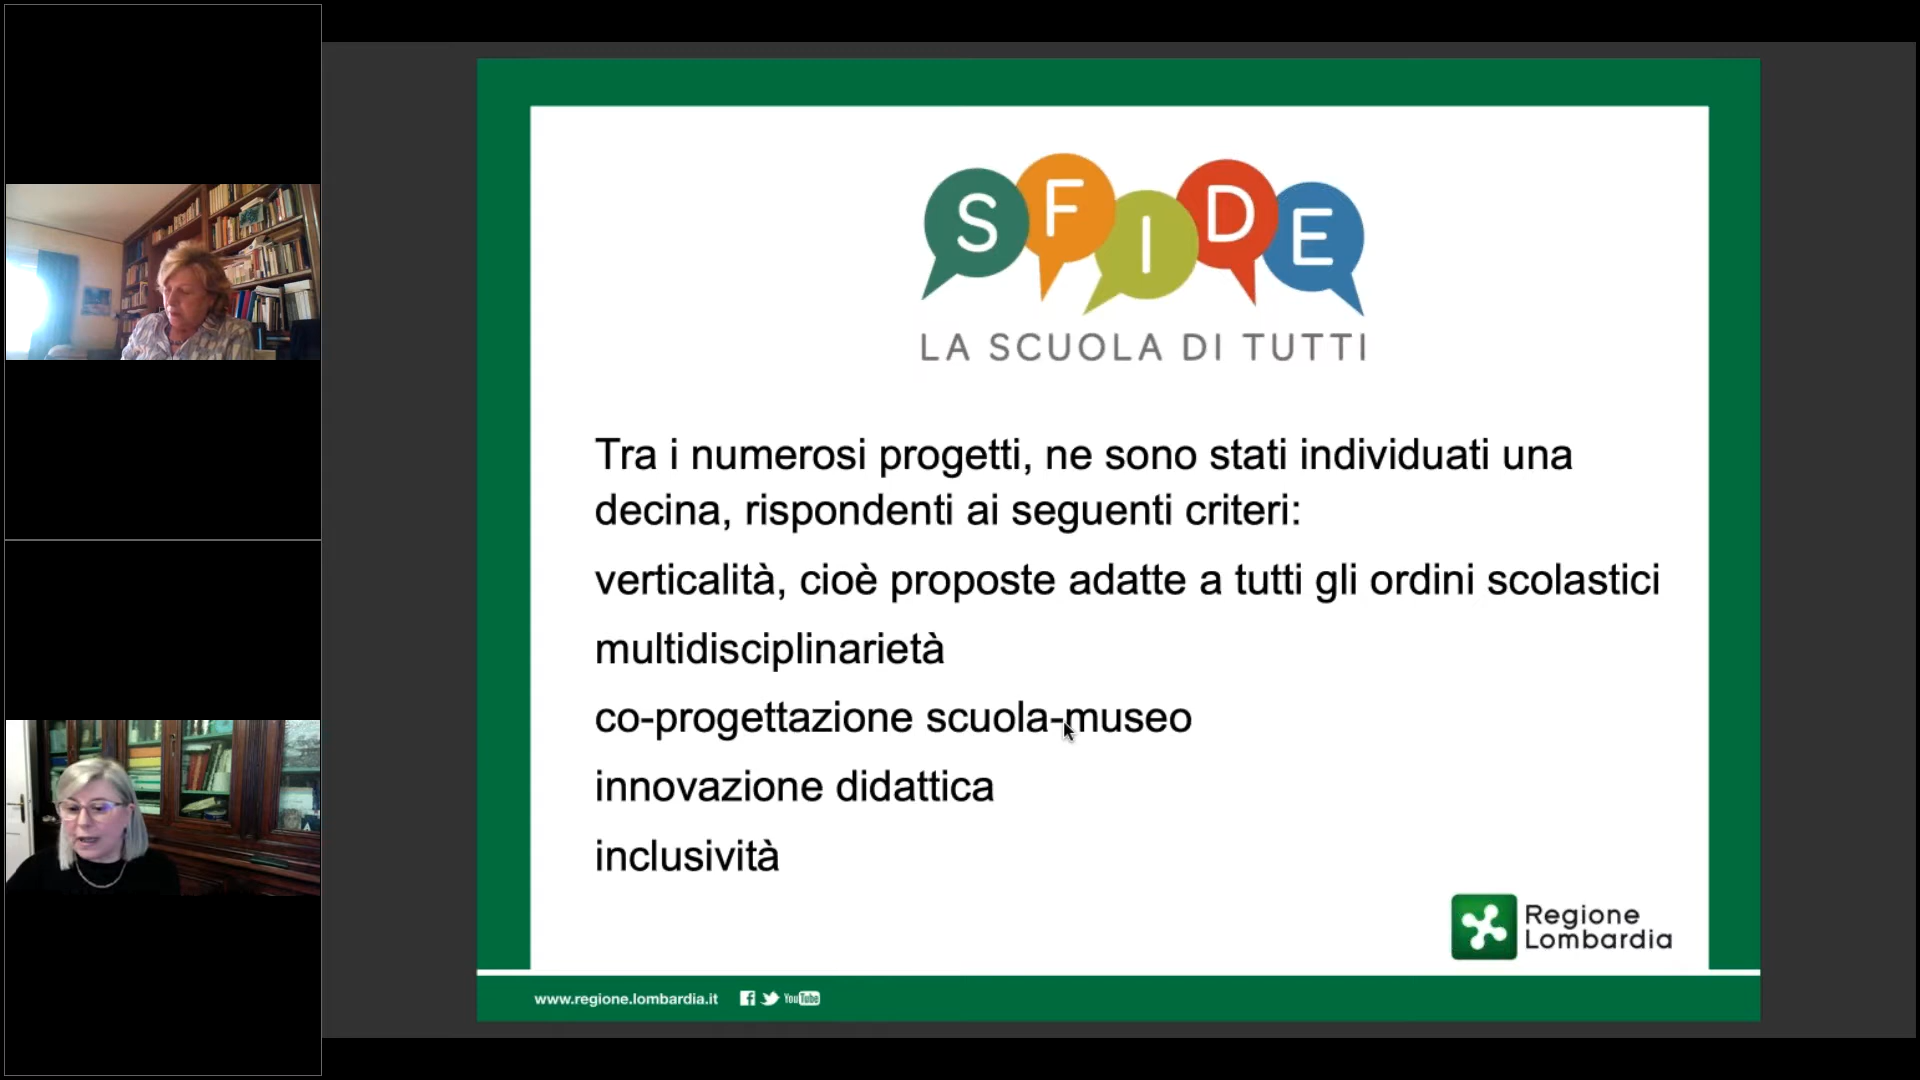 SFIDE
LA SCUOLA DI TUTTI
Tra i numerosi progetti, ne sono stati individuati una
decina, rispondenti ai seguenti criteri:
verticalità, cioè proposte adatte a tutti gli ordini scolastici
multidisciplinarietà
co-progettazione scuola-museo
innovazione didattica
inclusività
Regione
Lombardia
www.regione.lombardia.it
YouTube